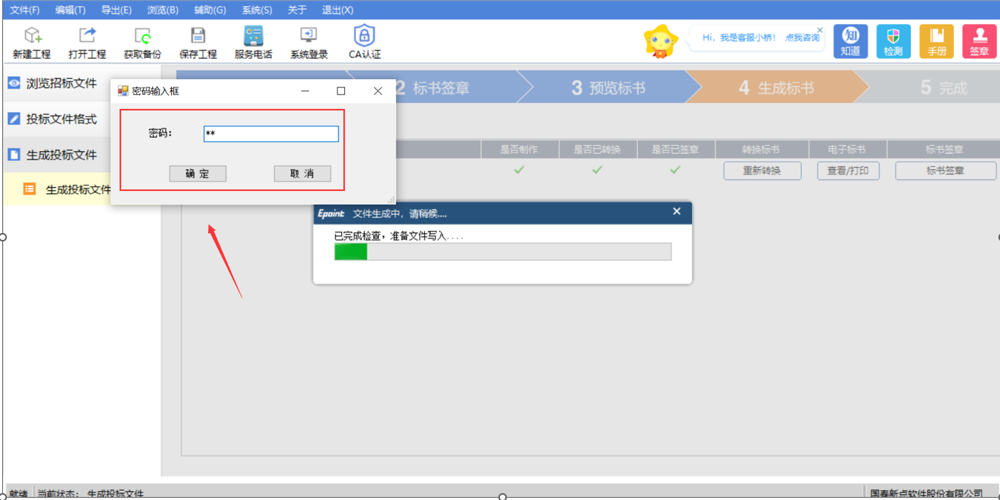 文件(F) 编辑(T) 导出(E) 浏览(B) 辅助(G) 系统(S) 关于 退出(X)
新建工程 打开工程 获取备份 保存工程 服务电话 系统登录 CA认证
Hi，我是客服小桥！ 点我咨询
知
知道 检测 手册 签章
浏览招标文件
投标文件格式
生成投标文件
生成投标文件
2 标书签章 3 预览标书 4 生成标书 5 完成
密码输入框
密码：
**
确 定 取 消
是否制作 是否已转换 是否已签章 转换标书 电子标书 标书签章
重新转换 查看/打印 标书签章
Epoint 文件生成中，请稍候....
已完成检查，准备文件写入....
就绪 当前状态： 生成投标文件 国泰新点软件股份有限公司